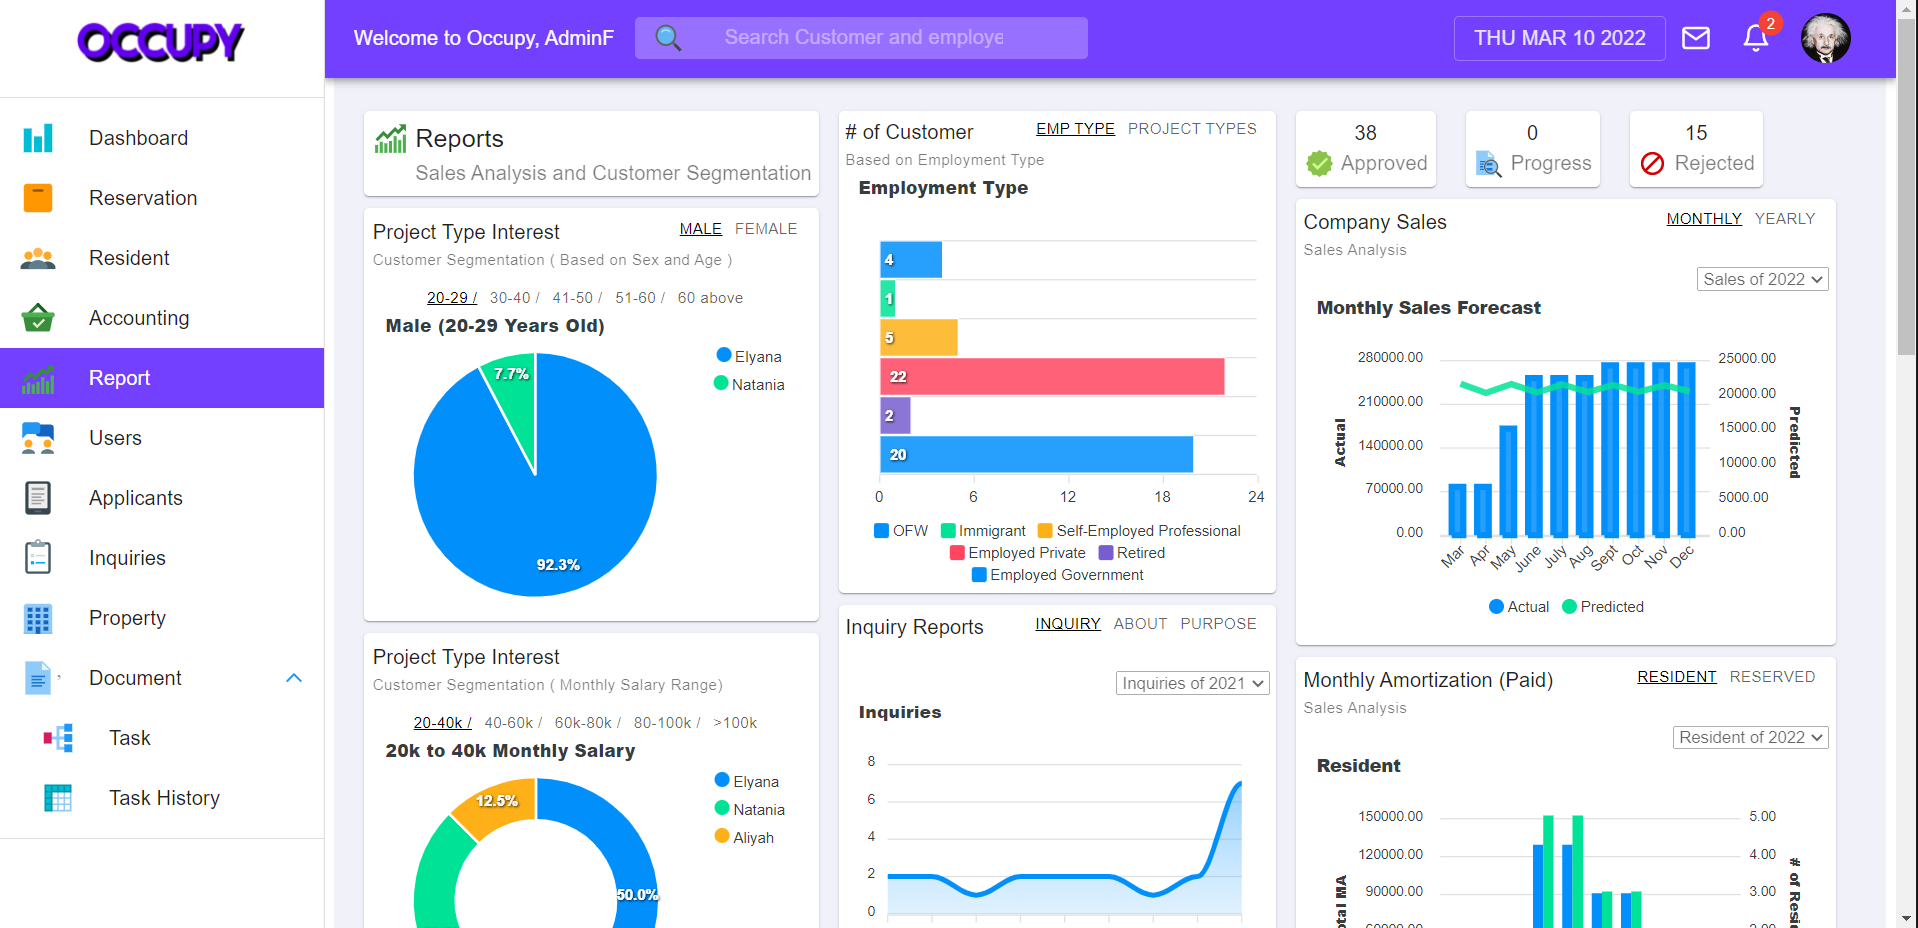 OCCUPY
Welcome to Occupy, AdminF
Search Customer and employe
THU MAR 10 2022
2
Dashboard
Reservation
Resident
Accounting
Report
Users
Applicants
Inquiries
Property
Document
Task
Task History
Reports
Sales Analysis and Customer Segmentation
Project Type Interest
MALE FEMALE
Customer Segmentation ( Based on Sex and Age )
20-29 / 30-40 / 41-50 / 51-60 / 60 above
Male (20-29 Years Old)
Elyana
Natania
7.7%
92.3%
Project Type Interest
Customer Segmentation ( Monthly Salary Range)
20-40k / 40-60k / 60k-80k / 80-100k / >100k
20k to 40k Monthly Salary
Elyana
Natania
Aliyah
12.5%
50.0%
# of Customer
EMP TYPE PROJECT TYPES
Based on Employment Type
Employment Type
4
1
5
22
2
20
0 6 12 18 24
OFW Immigrant Self-Employed Professional
Employed Private Retired
Employed Government
Inquiry Reports
INQUIRY ABOUT PURPOSE
Inquiries of 2021
Inquiries
8
6
4
2
0
38
Approved
0
Progress
15
Rejected
Company Sales
MONTHLY YEARLY
Sales Analysis
Sales of 2022
Monthly Sales Forecast
280000.00
210000.00
140000.00
70000.00
0.00
Actual
25000.00
20000.00
15000.00
10000.00
5000.00
0.00
Predicted
Mar Apr May June July Aug Sept Oct Nov Dec
Actual Predicted
Monthly Amortization (Paid)
RESIDENT RESERVED
Sales Analysis
Resident of 2022
Resident
150000.00
120000.00
90000.00
5.00
4.00
3.00